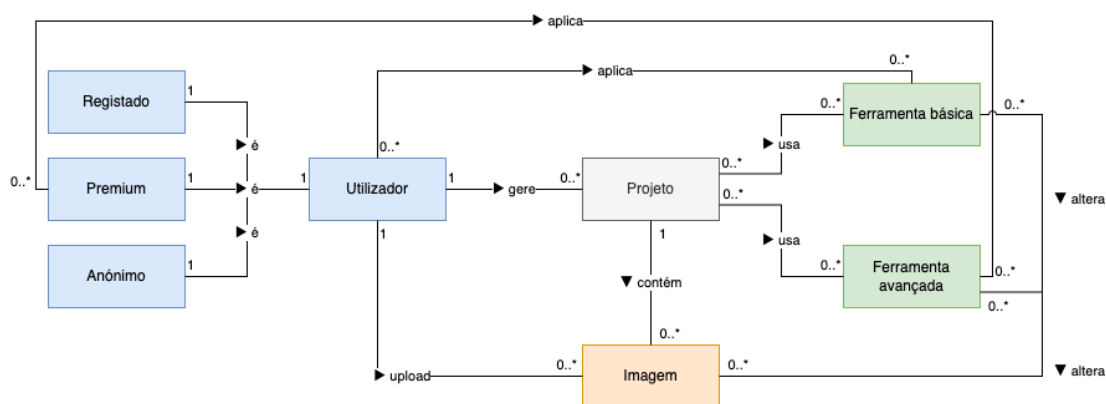 ▶ aplica
0..*
▶ aplica
Registado
1
Ferramenta básica
0..*
0..*
▶ é
▶ usa
0..*
0..*
Premium
1
▶ é
1
Utilizador
1
▶ gere
0..*
Projeto
0..*
0..*
▼ altera
▶ é
▶ usa
Anónimo
1
1
1
0..*
Ferramenta
avançada
0..*
0..*
▼ contém
0..*
▶ upload
0..*
Imagem
0..*
▼ altera